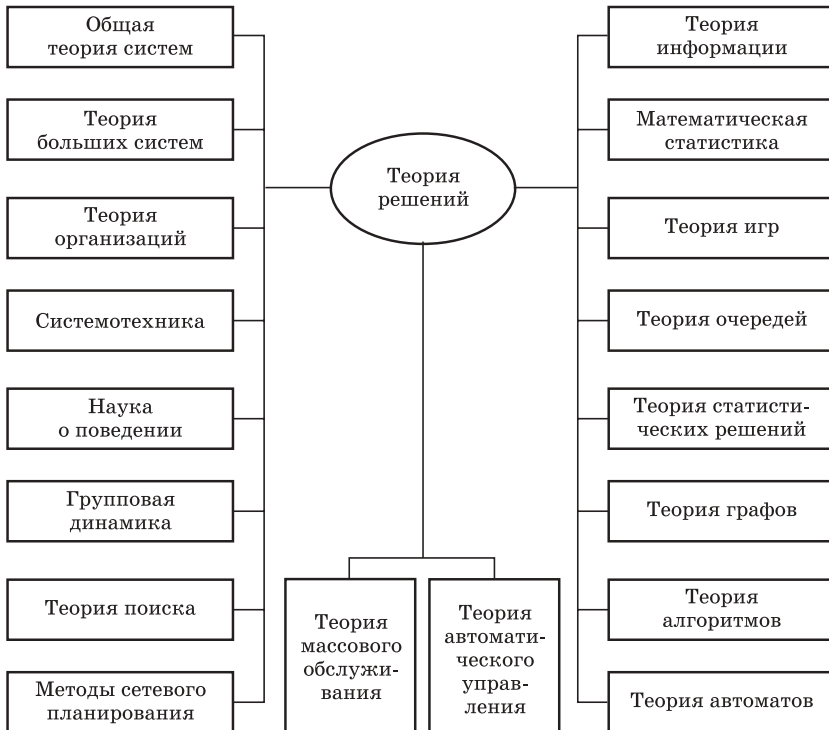 Общая
теория систем
Теория
больших систем
Теория
организаций
Системотехника
Наука
о поведении
Групповая
динамика
Теория поиска
Методы сетевого
планирования
Теория
решений
Теория
массового
обслужи-
вания
Теория
автомати-
ческого
управ-
ления
Теория
информации
Математическая
статистика
Теория игр
Теория очередей
Теория статисти-
ческих решений
Теория графов
Теория
алгоритмов
Теория автоматов